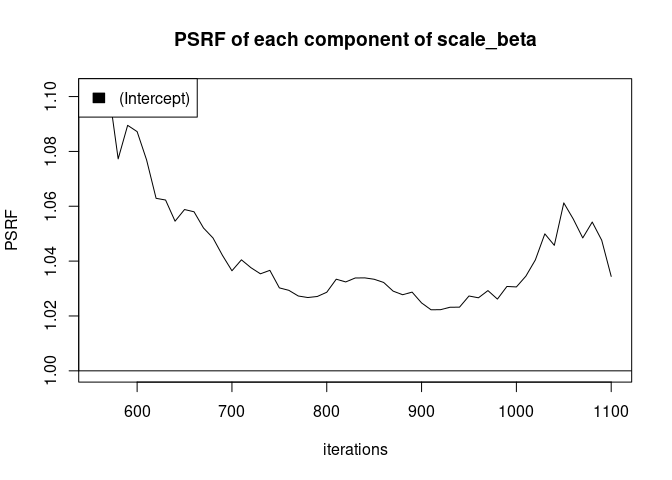 PSRF of each component of scale_beta
(Intercept)
PSRF
1.10
1.08
1.06
1.04
1.02
1.00
600 700 800 900 1000 1100
iterations